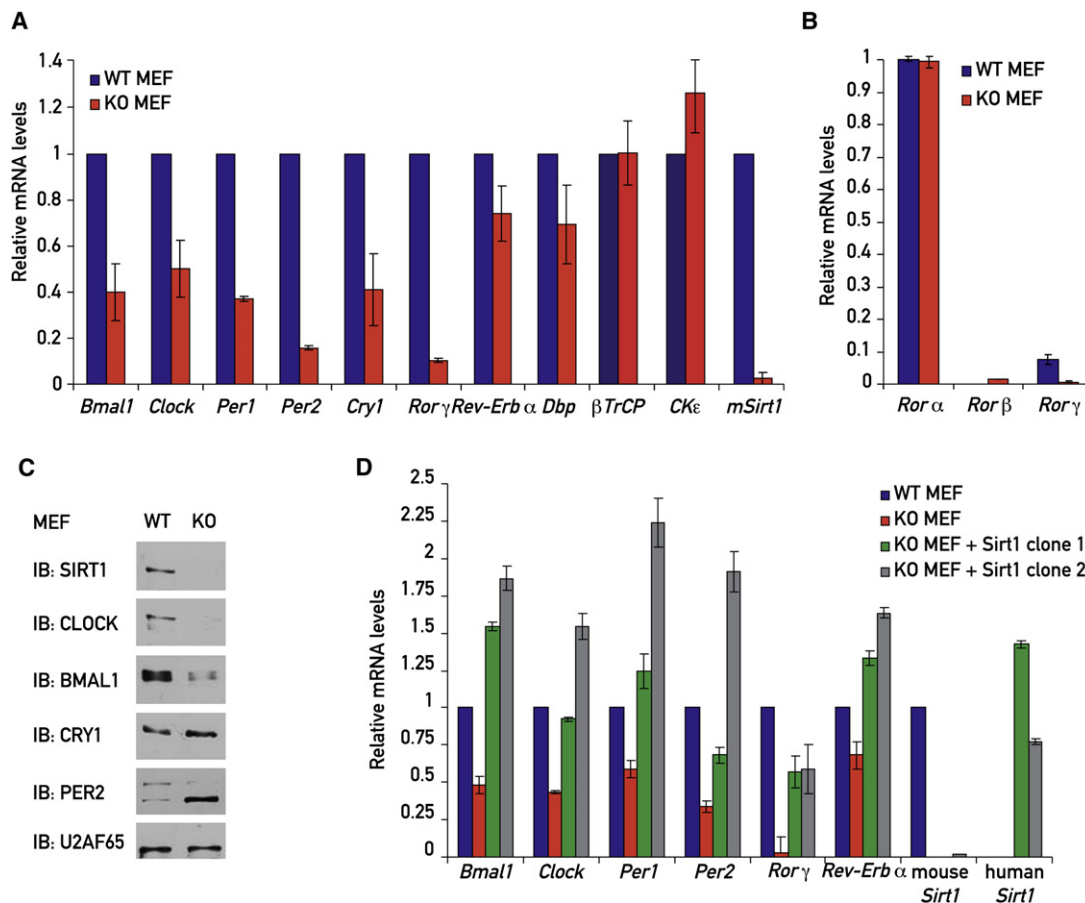 A
Relative mRNA levels
1.4
1.2
1
0.8
0.6
0.4
0.2
0
WT MEF
KO MEF
Bmal1 Clock Per1 Per2 Cry1 Ror γ Rev-Erb α Dbp βTrCP CKε mSirt1
B
Relative mRNA levels
1
0.9
0.8
0.7
0.6
0.5
0.4
0.3
0.2
0.1
0
WT MEF
KO MEF
Ror α Ror β Ror γ
C
MEF WT KO
IB: SIRT1
IB: CLOCK
IB: BMAL1
IB: CRY1
IB: PER2
IB: U2AF65
D
Relative mRNA levels
2.5
2.25
2
1.75
1.5
1.25
1
0.75
0.5
0.25
0
WT MEF
KO MEF
KO MEF + Sirt1 clone 1
KO MEF + Sirt1 clone 2
Bmal1 Clock Per1 Per2 Ror γ Rev-Erb α mouse human
Sirt1 Sirt1